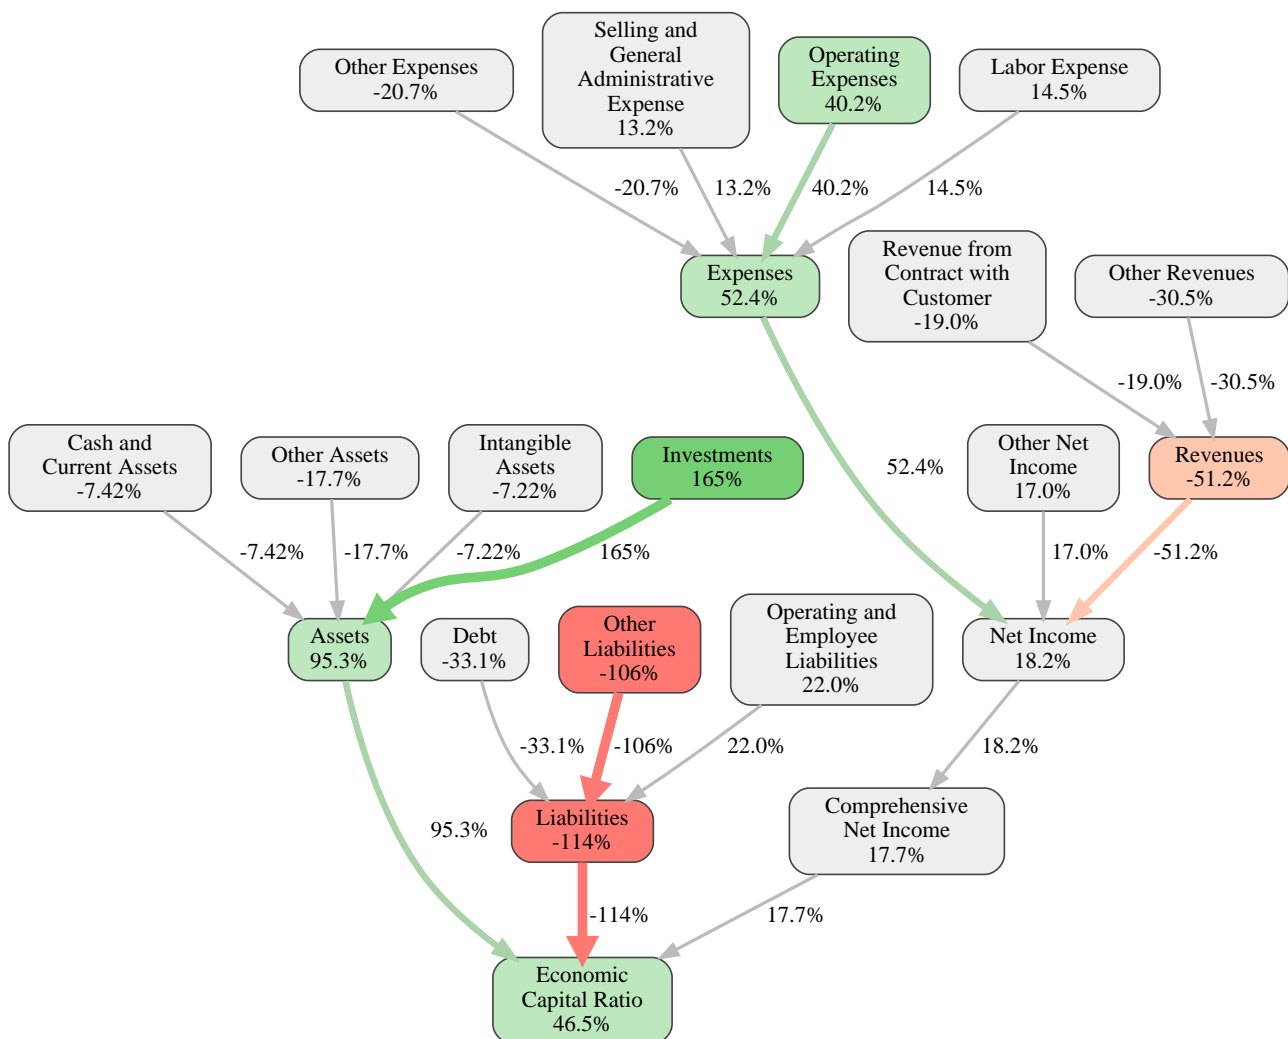 Other Expenses
-20.7%
Selling and
General
Administrative
Expense
13.2%
Operating
Expenses
40.2%
Labor Expense
14.5%
-20.7%
13.2%
40.2%
14.5%
Expenses
52.4%
Revenue from
Contract with
Customer
-19.0%
Other Revenues
-30.5%
-19.0%
-30.5%
Cash and
Current Assets
-7.42%
Other Assets
-17.7%
Intangible
Assets
-7.22%
Investments
165%
52.4%
Other Net
Income
17.0%
Revenues
-51.2%
-7.42%
-17.7%
-7.22%
165%
17.0%
-51.2%
Assets
95.3%
Debt
-33.1%
Other
Liabilities
-106%
Operating and
Employee
Liabilities
22.0%
Net Income
18.2%
-33.1%
-106%
22.0%
18.2%
95.3%
Liabilities
-114%
Comprehensive
Net Income
17.7%
-114%
17.7%
Economic
Capital Ratio
46.5%